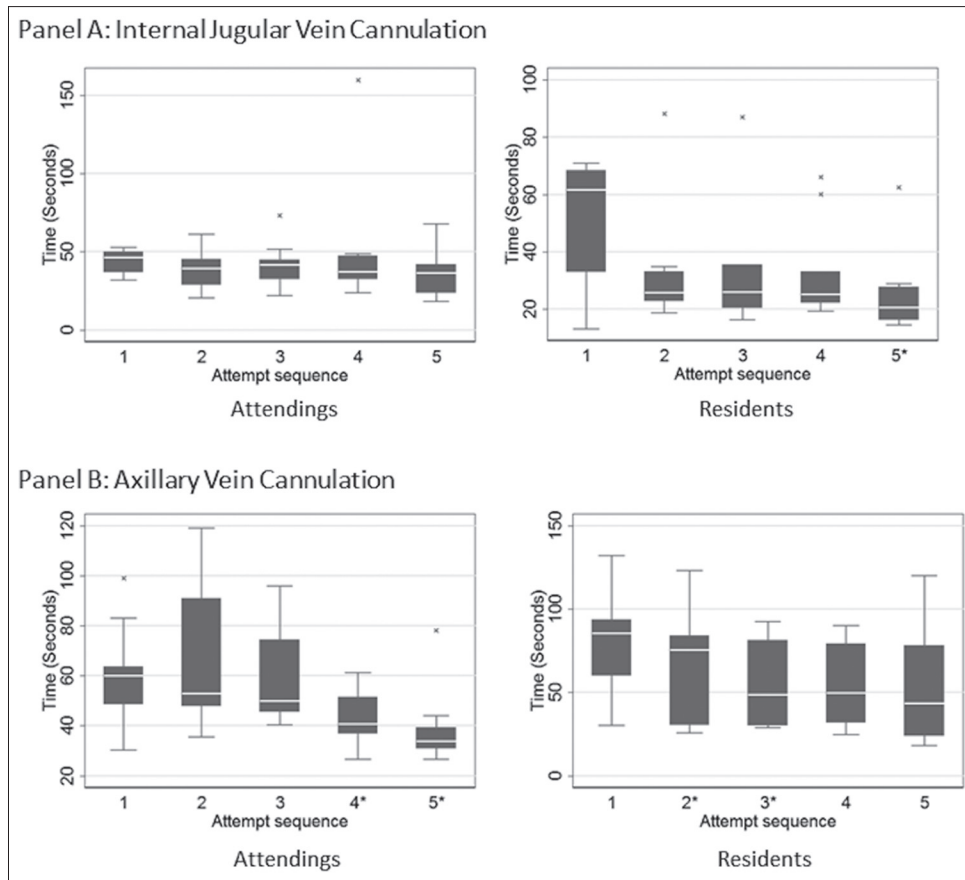 Panel A: Internal Jugular Vein Cannulation
Time (Seconds)
150
100
50
0
1 2 3 4 5
Attempt sequence
Attendings
Time (Seconds)
100
80
60
40
20
1 2 3 4 5*
Attempt sequence
Residents
Panel B: Axillary Vein Cannulation
Time (Seconds)
120
100
80
60
40
20
1 2 3 4* 5*
Attempt sequence
Attendings
Time (Seconds)
150
100
50
0
1 2* 3* 4 5
Attempt sequence
Residents